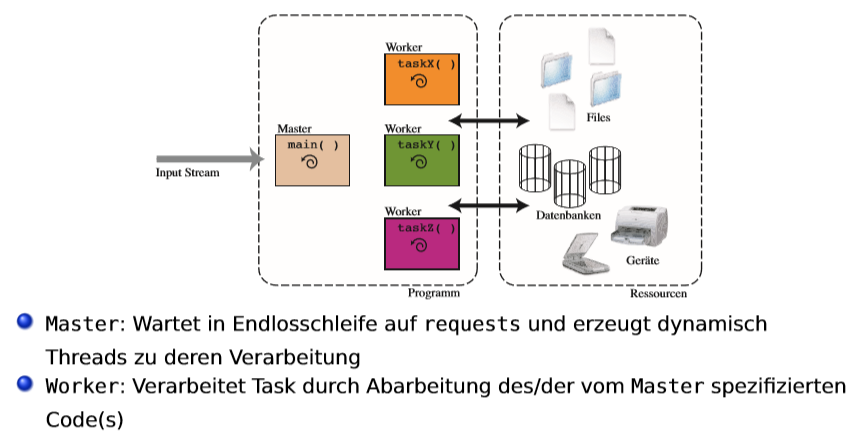 Worker
taskX( )
Files
Master
main( )
Worker
taskY( )
Input Stream
Datenbanken
Worker
taskZ( )
Geräte
Programm
Ressourcen
Master: Wartet in Endlosschleife auf requests und erzeugt dynamisch
Threads zu deren Verarbeitung
Worker: Verarbeitet Task durch Abarbeitung des/der vom Master spezifizierten
Code(s)